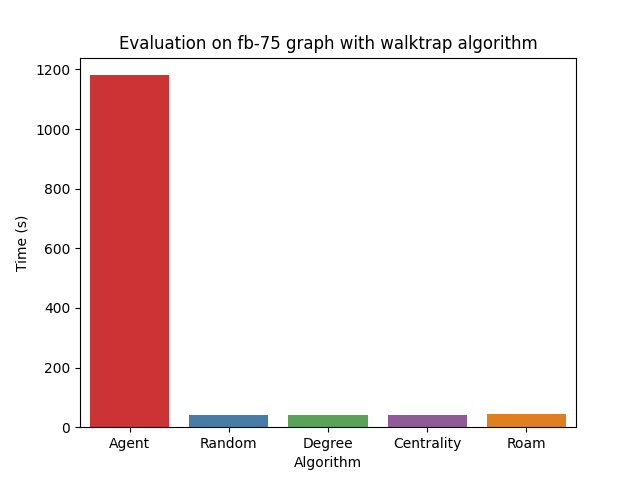 Evaluation on fb-75 graph with walktrap algorithm
1200
1000
800
600
400
200
0
Time (s)
Agent Random Degree Centrality Roam
Algorithm